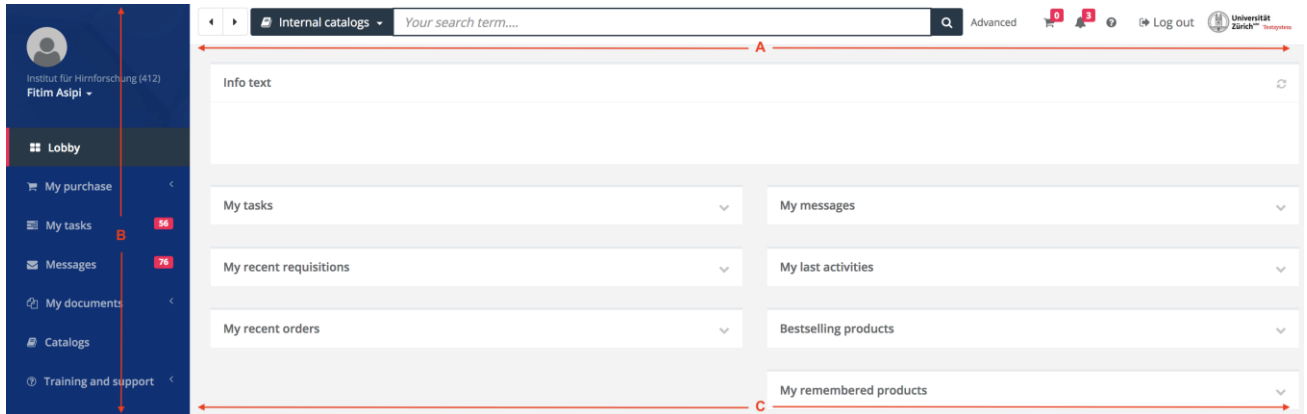 Internal catalogs
Your search term....
Advanced
0
3
Log out
Universität
Zürich UZH
Testsystem
A
Institut für Hirnforschung (412)
Fitim Asipi
Info text
Lobby
My purchase
My tasks
56
B
Messages
76
My documents
Catalogs
Training and support
My tasks
My messages
My recent requisitions
My last activities
My recent orders
Bestselling products
My remembered products
C